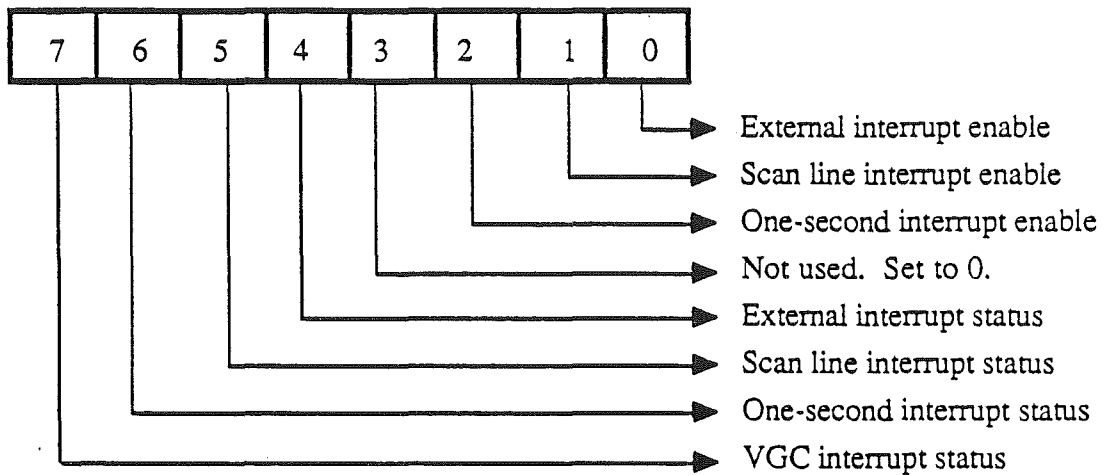 7 6 5 4 3 2 1 0
External interrupt enable
Scan line interrupt enable
One-second interrupt enable
Not used. Set to 0.
External interrupt status
Scan line interrupt status
One-second interrupt status
VGC interrupt status